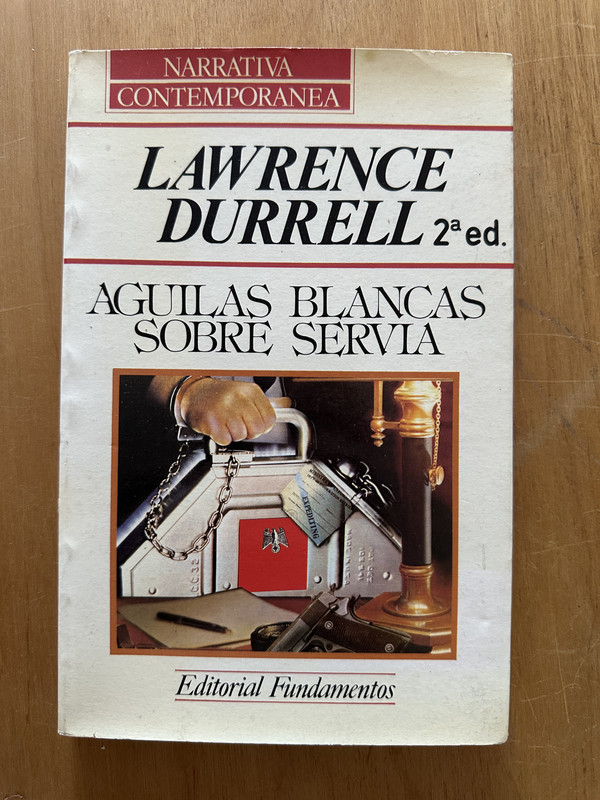 NARRATIVA
CONTEMPORANEA
LAWRENCE
DURRELL 2ª ed.
AGUILAS BLANCAS
SOBRE SERVIA
EXPEDITING
Editorial Fundamentos